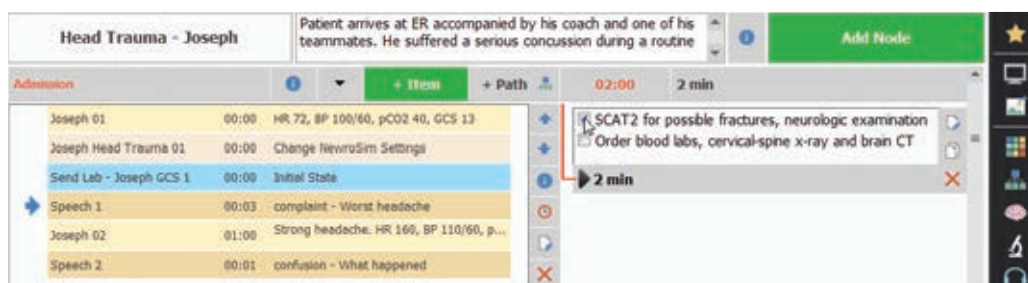 Head Trauma - Joseph
Patient arrives at ER accompanied by his coach and one of his
teammates. He suffered a serious concussion during a routine
Add Node
Admission
+ Item
+ Path
02:00
2 min
Joseph 01 00:00 HR 72, BP 100/60, pCO2 40, GCS 13
Joseph Head Trauma 01 00:00 Change NewroSim Settings
Send Lab - Joseph GCS 1 00:00 Initial State
Speech 1 00:03 complaint - Worst headache
Joseph 02 01:00 Strong headache. HR 160, BP 110/60, p...
Speech 2 00:01 confusion - What happened
SCAT2 for possible fractures, neurologic examination
Order blood labs, cervical-spine x-ray and brain CT
2 min